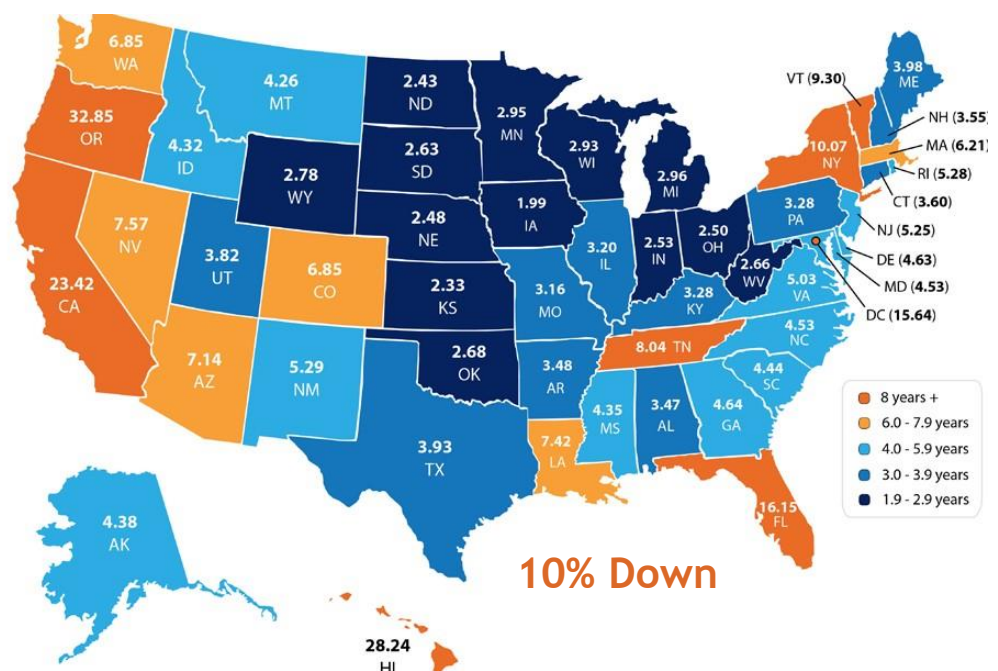 6.85
WA
32.85
OR
23.42
CA
7.57
NV
4.32
ID
4.26
MT
2.78
WY
3.82
UT
6.85
CO
7.14
AZ
5.29
NM
2.43
ND
2.63
SD
2.48
NE
2.33
KS
2.68
OK
3.93
TX
2.95
MN
1.99
IA
3.16
MO
3.48
AR
7.42
LA
2.93
WI
3.20
IL
2.96
MI
2.53
IN
2.50
OH
3.28
KY
8.04 TN
4.35
MS
3.47
AL
4.64
GA
16.15
FL
4.44
SC
4.53
NC
5.03
VA
2.66
WV
3.28
PA
10.07
NY
3.98
ME
VT (9.30)
NH (3.55)
MA (6.21)
RI (5.28)
CT (3.60)
NJ (5.25)
DE (4.63)
MD (4.53)
DC (15.64)
8 years +
6.0 - 7.9 years
4.0 - 5.9 years
3.0 - 3.9 years
1.9 - 2.9 years
4.38
AK
28.24
HI
10% Down